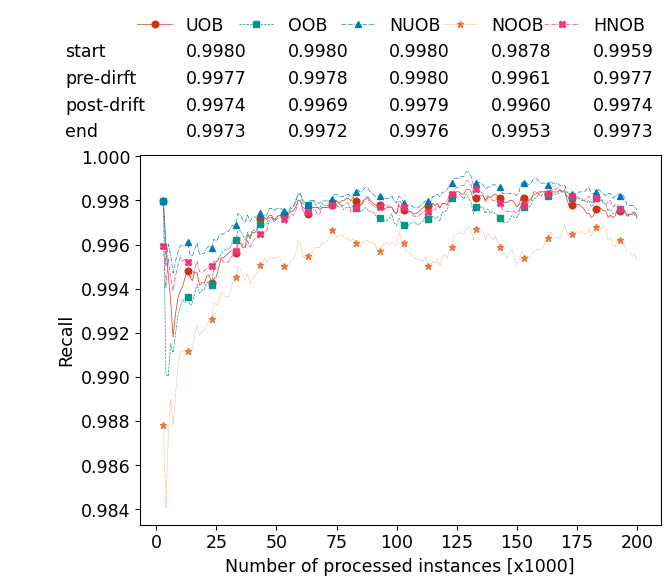 UOB OOB NUOB NOOB HNOB
start 0.9980 0.9980 0.9980 0.9878 0.9959
pre-dirft 0.9977 0.9978 0.9980 0.9961 0.9977
post-drift 0.9974 0.9969 0.9979 0.9960 0.9974
end 0.9973 0.9972 0.9976 0.9953 0.9973
1.000
0.998
0.996
0.994
0.992
0.990
0.988
0.986
0.984
Recall
0 25 50 75 100 125 150 175 200
Number of processed instances [x1000]